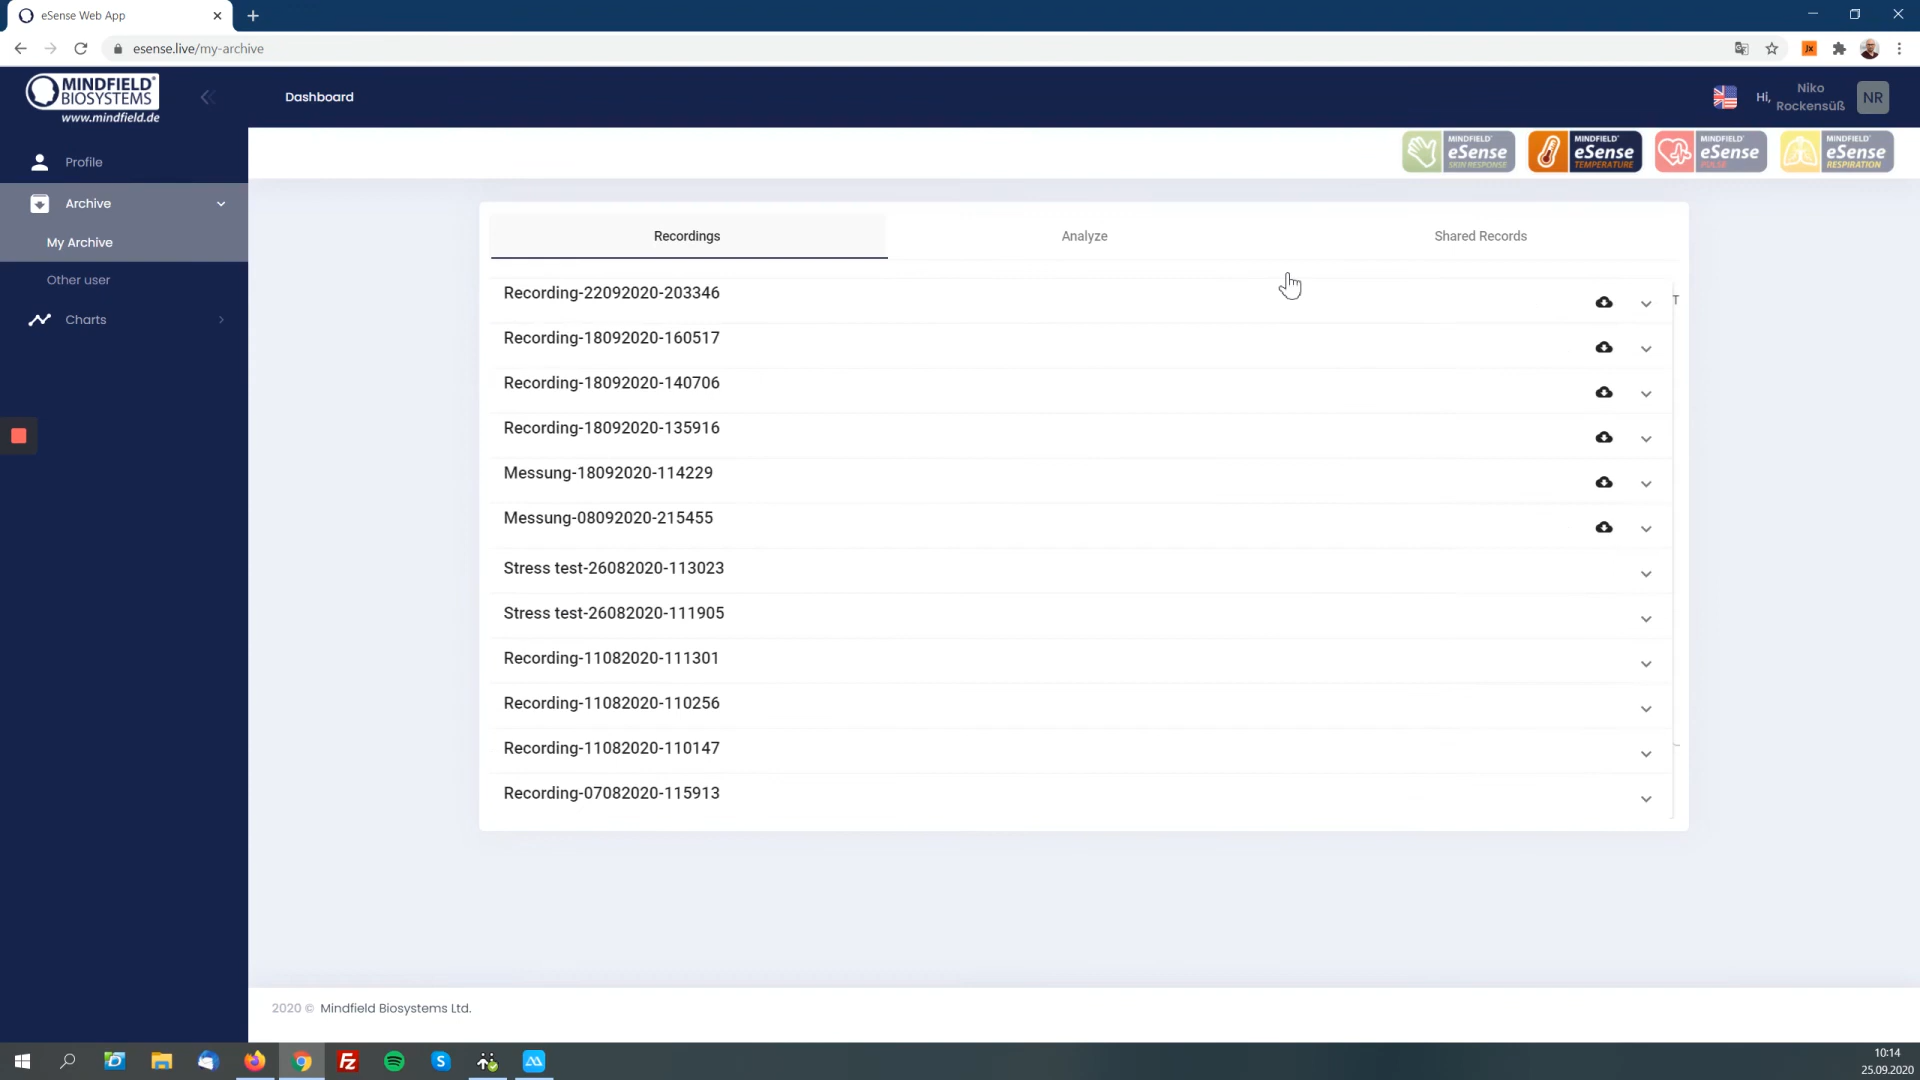 eSense Web App
esense.live/my-archive
Jx
MINDFIELD®
BIOSYSTEMS
www.mindfield.de
Dashboard
Hi,
Niko
Rockensüß
NR
Profile
Archive
My Archive
Other user
Charts
MINDFIELD®
eSense
SKIN RESPONSE
MINDFIELD®
eSense
TEMPERATURE
MINDFIELD®
eSense
PULSE
MINDFIELD®
eSense
RESPIRATION
Recordings
Analyze
Shared Records
Recording-22092020-203346
T
Recording-18092020-160517
Recording-18092020-140706
Recording-18092020-135916
Messung-18092020-114229
Messung-08092020-215455
Stress test-26082020-113023
Stress test-26082020-111905
Recording-11082020-111301
Recording-11082020-110256
Recording-11082020-110147
Recording-07082020-115913
2020 © Mindfield Biosystems Ltd.
10:14
25.09.2020